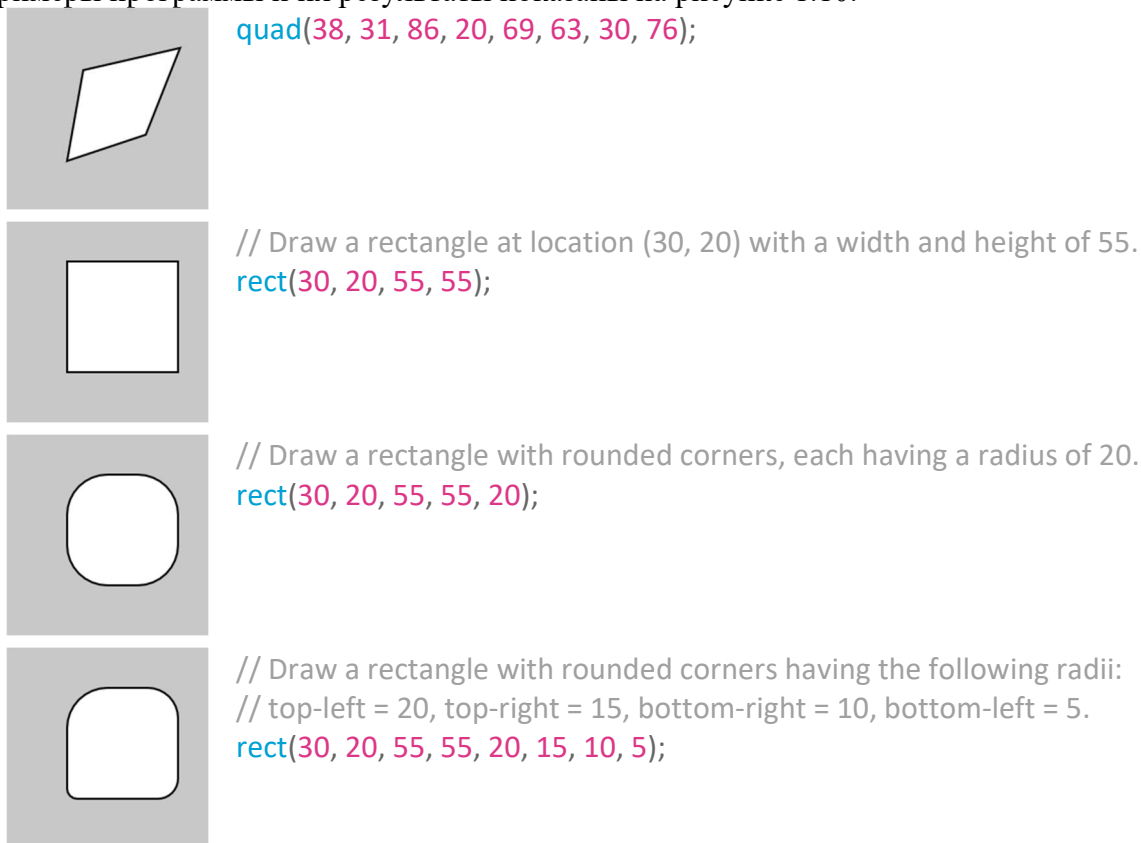 quad(38, 31, 86, 20, 69, 63, 30, 76);
// Draw a rectangle at location (30, 20) with a width and height of 55.
rect(30, 20, 55, 55);
// Draw a rectangle with rounded corners, each having a radius of 20.
rect(30, 20, 55, 55, 20);
// Draw a rectangle with rounded corners having the following radii:
// top-left = 20, top-right = 15, bottom-right = 10, bottom-left = 5.
rect(30, 20, 55, 55, 20, 15, 10, 5);